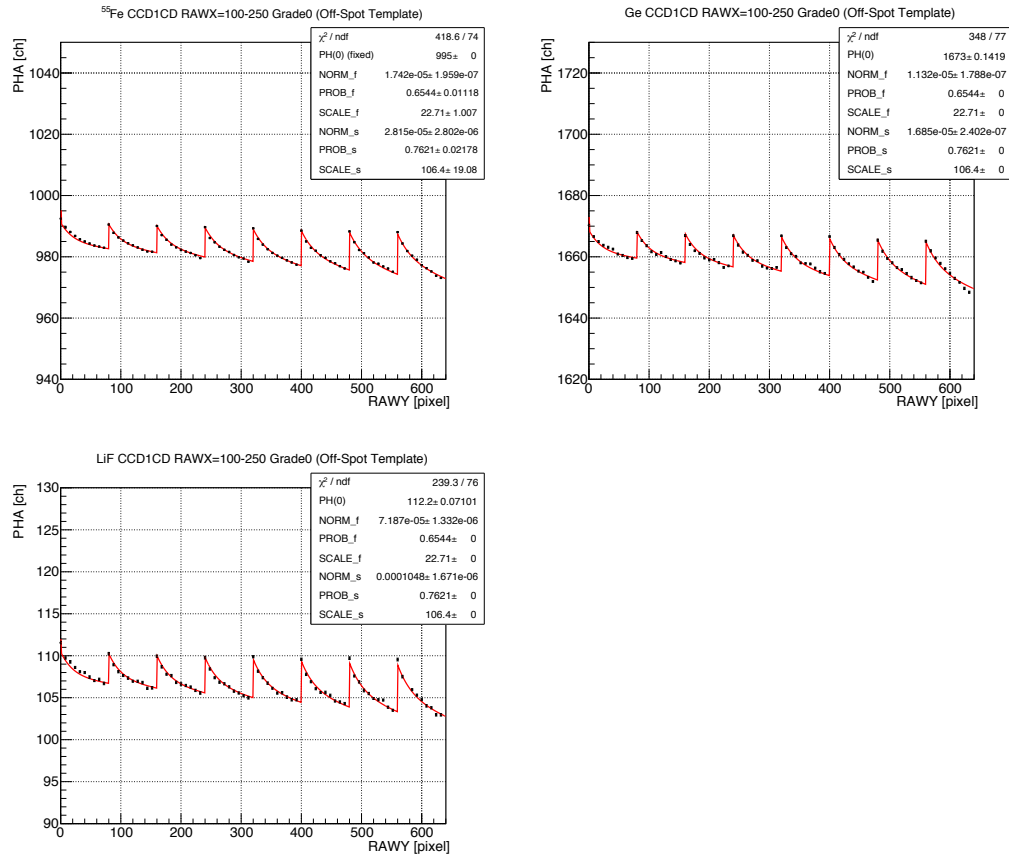 55Fe CCD1CD RAWX=100-250 Grade0 (Off-Spot Template)
χ2 / ndf 418.6 / 74
PH(0) (fixed) 995± 0
NORM_f 1.742e-05± 1.959e-07
PROB_f 0.6544± 0.01118
SCALE_f 22.71± 1.007
NORM_s 2.815e-05± 2.802e-06
PROB_s 0.7621± 0.02178
SCALE_s 106.4± 19.08
PHA [ch]
1040
1020
1000
980
960
940
0 100 200 300 400 500 600
RAWY [pixel]
Ge CCD1CD RAWX=100-250 Grade0 (Off-Spot Template)
χ2 / ndf 348 / 77
PH(0) 1673± 0.1419
NORM_f 1.132e-05± 1.788e-07
PROB_f 0.6544± 0
SCALE_f 22.71± 0
NORM_s 1.685e-05± 2.402e-07
PROB_s 0.7621± 0
SCALE_s 106.4± 0
PHA [ch]
1720
1700
1680
1660
1640
1620
0 100 200 300 400 500 600
RAWY [pixel]
LiF CCD1CD RAWX=100-250 Grade0 (Off-Spot Template)
χ2 / ndf 239.3 / 76
PH(0) 112.2± 0.07101
NORM_f 7.187e-05± 1.332e-06
PROB_f 0.6544± 0
SCALE_f 22.71± 0
NORM_s 0.0001048± 1.671e-06
PROB_s 0.7621± 0
SCALE_s 106.4± 0
PHA [ch]
130
125
120
115
110
105
100
95
90
0 100 200 300 400 500 600
RAWY [pixel]